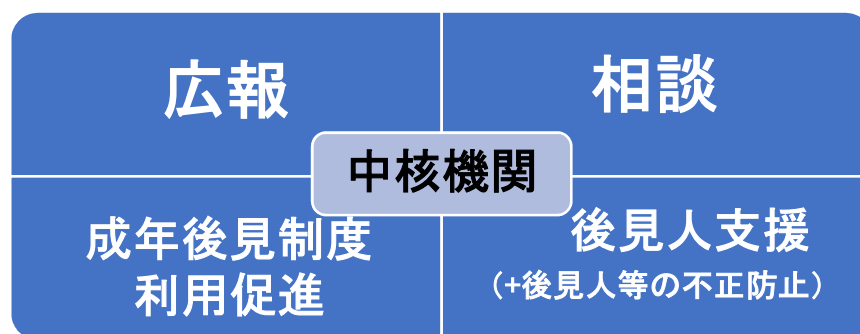 広報
相談
中核機関
成年後見制度
利用促進
後見人支援
（+後見人等の不正防止）